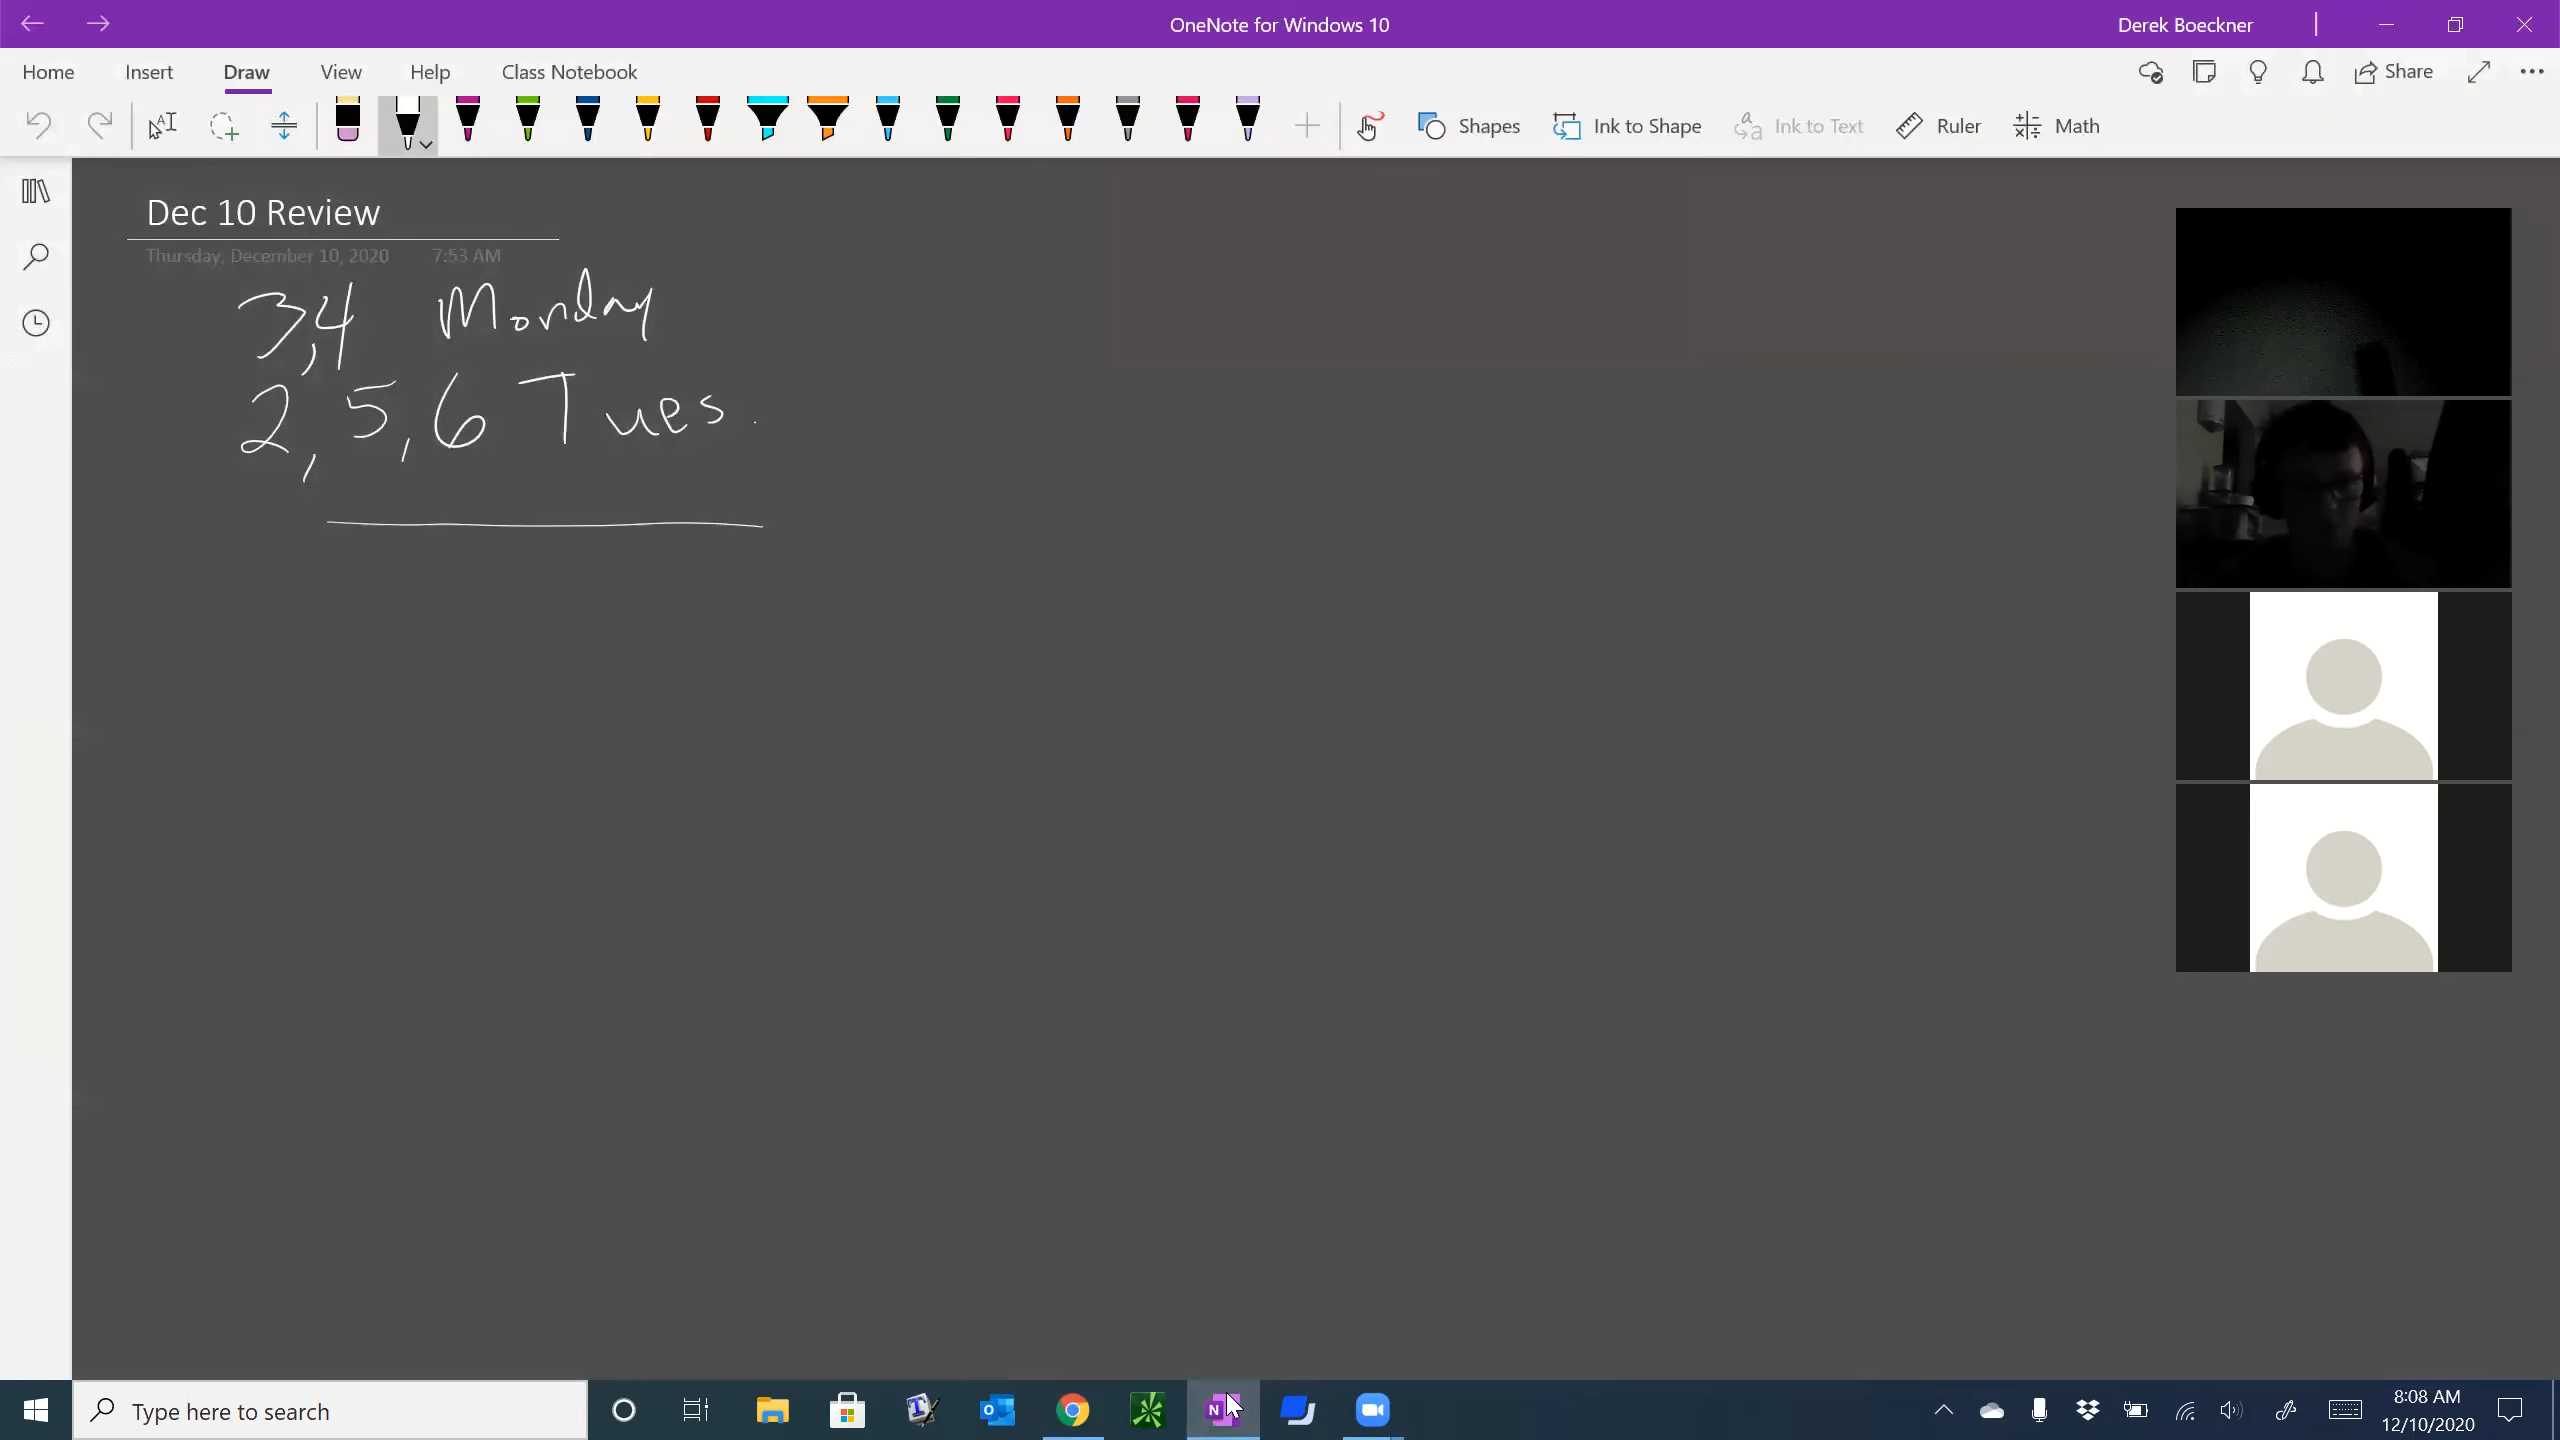 OneNote for Windows 10
Derek Boeckner
Home Insert Draw View Help Class Notebook
Share
Shapes Ink to Shape Ink to Text Ruler Math
Dec 10 Review
Thursday, December 10, 2020 7:53 AM
3,4 Monday
2, 5, 6 Tues.
Type here to search
8:08 AM
12/10/2020